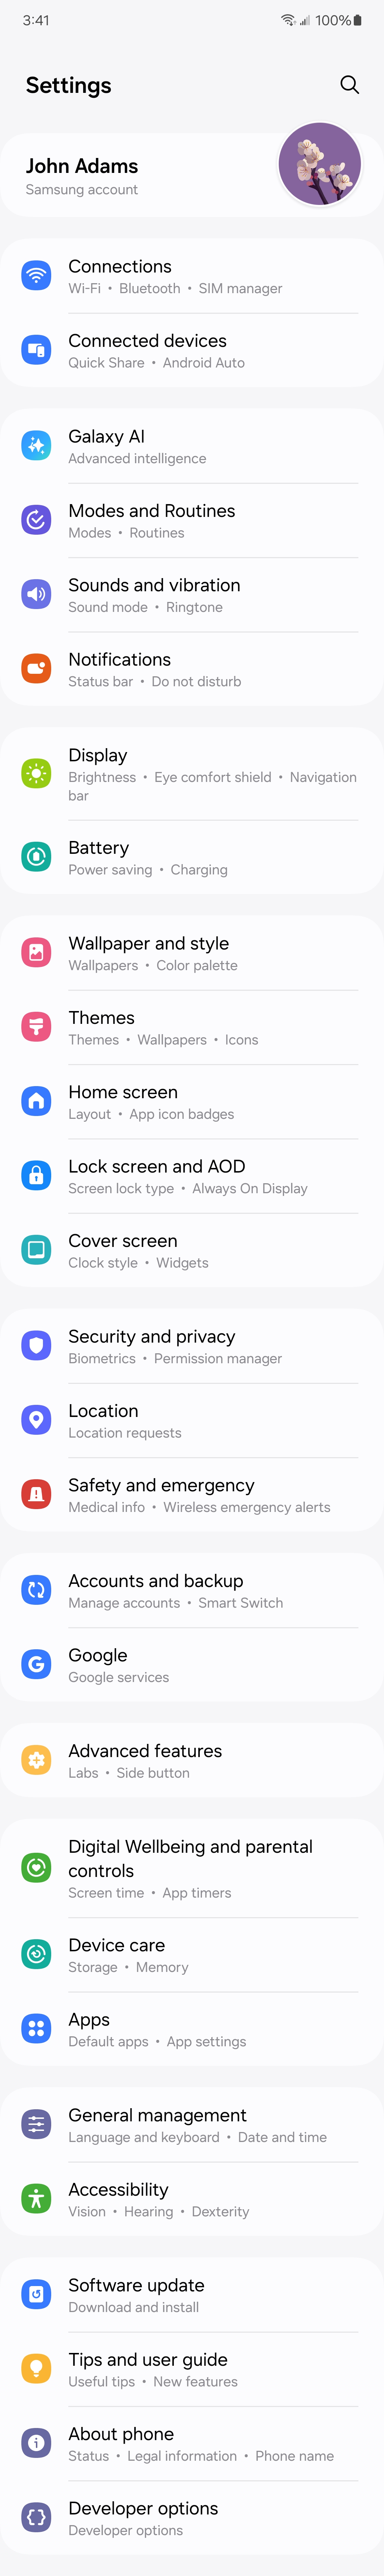 3:41
100%
Settings
John Adams
Samsung account
Connections
Wi-Fi • Bluetooth • SIM manager
Connected devices
Quick Share • Android Auto
Galaxy AI
Advanced intelligence
Modes and Routines
Modes • Routines
Sounds and vibration
Sound mode • Ringtone
Notifications
Status bar • Do not disturb
Display
Brightness • Eye comfort shield • Navigation
bar
Battery
Power saving • Charging
Wallpaper and style
Wallpapers • Color palette
Themes
Themes • Wallpapers • Icons
Home screen
Layout • App icon badges
Lock screen and AOD
Screen lock type • Always On Display
Cover screen
Clock style • Widgets
Security and privacy
Biometrics • Permission manager
Location
Location requests
Safety and emergency
Medical info • Wireless emergency alerts
Accounts and backup
Manage accounts • Smart Switch
Google
Google services
Advanced features
Labs • Side button
Digital Wellbeing and parental
controls
Screen time • App timers
Device care
Storage • Memory
Apps
Default apps • App settings
General management
Language and keyboard • Date and time
Accessibility
Vision • Hearing • Dexterity
Software update
Download and install
Tips and user guide
Useful tips • New features
About phone
Status • Legal information • Phone name
Developer options
Developer options